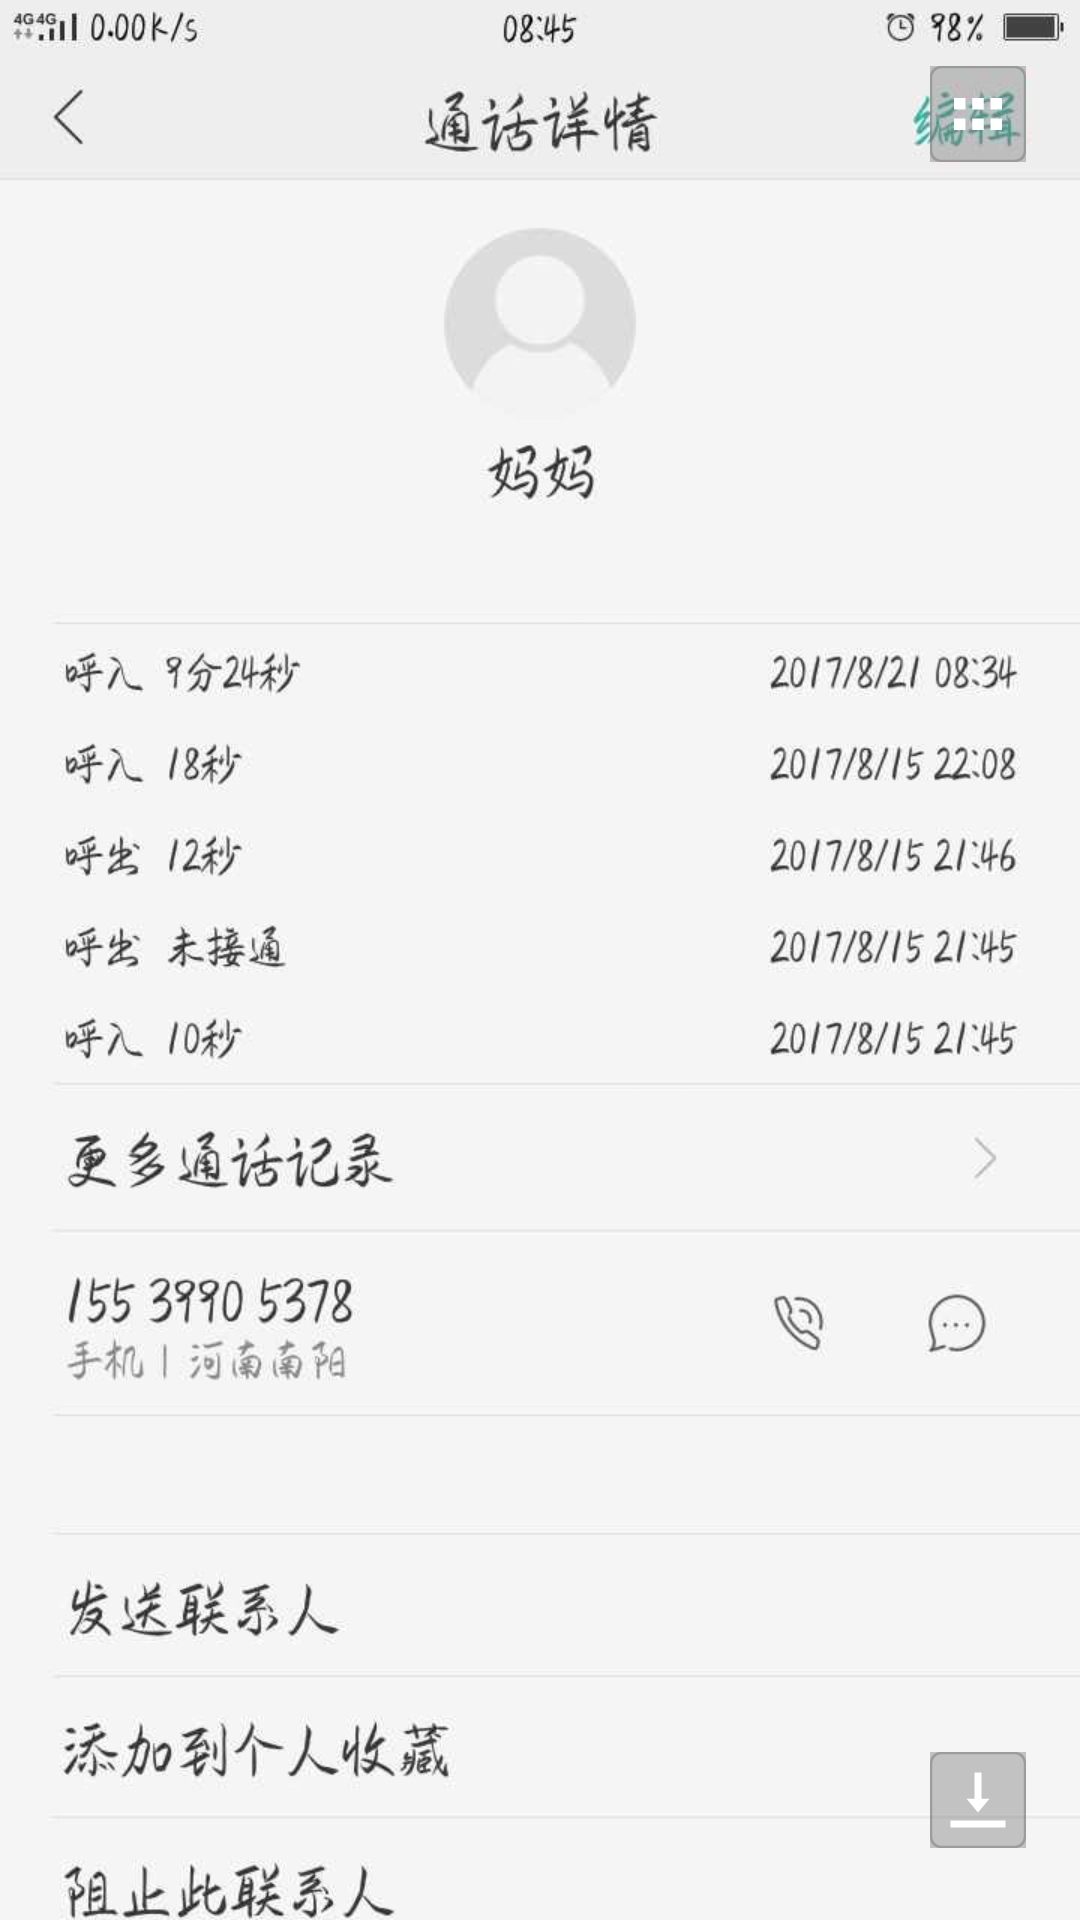 4G 4G 0.00K/s 08:45 98%
通话详情 编辑
妈妈
呼入 9分24秒 2017/8/21 08:34
呼入 18秒 2017/8/15 22:08
呼出 12秒 2017/8/15 21:46
呼出 未接通 2017/8/15 21:45
呼入 10秒 2017/8/15 21:45
更多通话记录
155 3990 5378
手机 | 河南南阳
发送联系人
添加到个人收藏
阻止此联系人